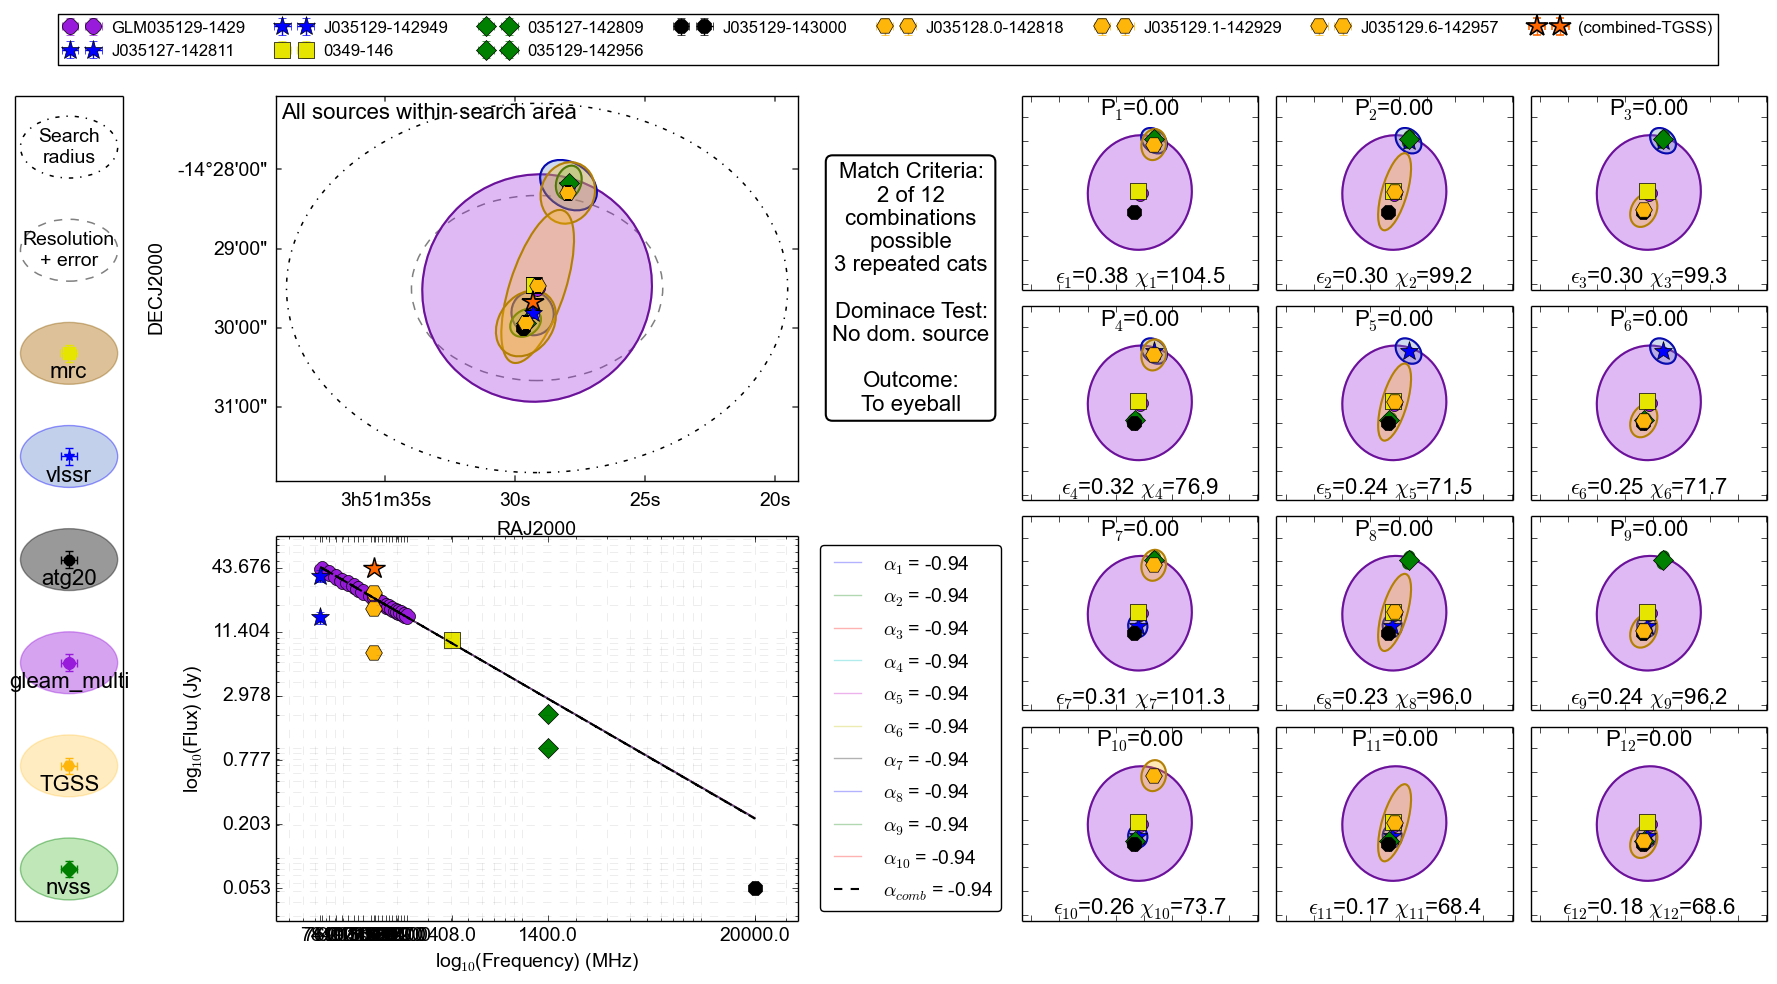 GLM035129-1429 J035129-142949 035127-142809 J035129-143000 J035128.0-142818 J035129.1-142929 J035129.6-142957 (combined-TGSS)
J035127-142811 0349-146 035129-142956
Search
radius
Resolution
+ error
mrc
vlssr
atg20
gleam_multi
TGSS
nvss
All sources within search area
DECJ2000
-14°28'00"
29'00"
30'00"
31'00"
3h51m35s 30s 25s 20s
RAJ2000
Match Criteria:
2 of 12
combinations
possible
3 repeated cats
Dominace Test:
No dom. source
Outcome:
To eyeball
log10(Flux) (Jy)
43.676
11.404
2.978
0.777
0.203
0.053
408.0 1400.0 20000.0
log10(Frequency) (MHz)
α1 = -0.94
α2 = -0.94
α3 = -0.94
α4 = -0.94
α5 = -0.94
α6 = -0.94
α7 = -0.94
α8 = -0.94
α9 = -0.94
α10 = -0.94
αcomb = -0.94
P1=0.00 P2=0.00 P3=0.00
ϵ1=0.38 χ1=104.5 ϵ2=0.30 χ2=99.2 ϵ3=0.30 χ3=99.3
P4=0.00 P5=0.00 P6=0.00
ϵ4=0.32 χ4=76.9 ϵ5=0.24 χ5=71.5 ϵ6=0.25 χ6=71.7
P7=0.00 P8=0.00 P9=0.00
ϵ7=0.31 χ7=101.3 ϵ8=0.23 χ8=96.0 ϵ9=0.24 χ9=96.2
P10=0.00 P11=0.00 P12=0.00
ϵ10=0.26 χ10=73.7 ϵ11=0.17 χ11=68.4 ϵ12=0.18 χ12=68.6